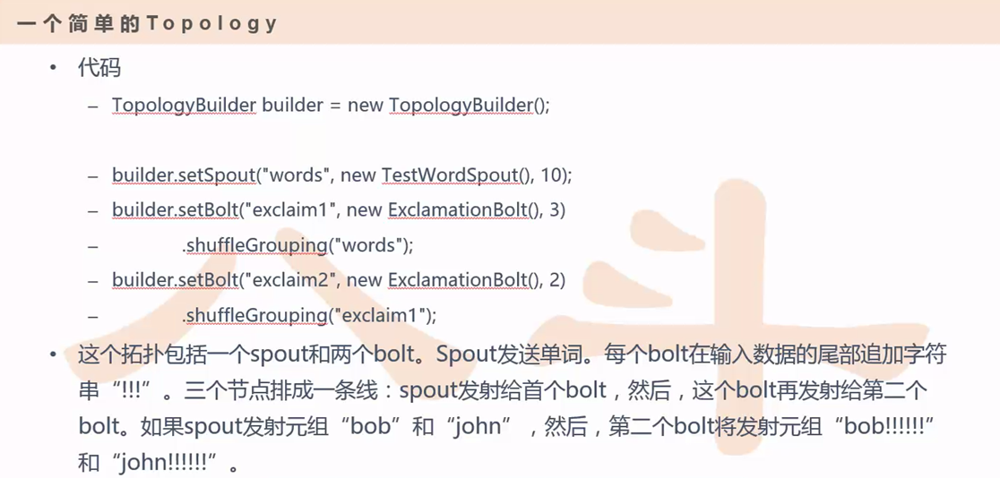 一个简单的Topology
• 代码
– TopologyBuilder builder = new TopologyBuilder();
– builder.setSpout("words", new TestWordSpout(), 10);
– builder.setBolt("exclaim1", new ExclamationBolt(), 3)
– .shuffleGrouping("words");
– builder.setBolt("exclaim2", new ExclamationBolt(), 2)
– .shuffleGrouping("exclaim1");
• 这个拓扑包括一个spout和两个bolt。Spout发送单词。每个bolt在输入数据的尾部追加字符
串“!!!”。三个节点排成一条线：spout发射给首个bolt，然后，这个bolt再发射给第二个
bolt。如果spout发射元组“bob”和“john”，然后，第二个bolt将发射元组“bob!!!!!!”
和“john!!!!!!”。
八斗